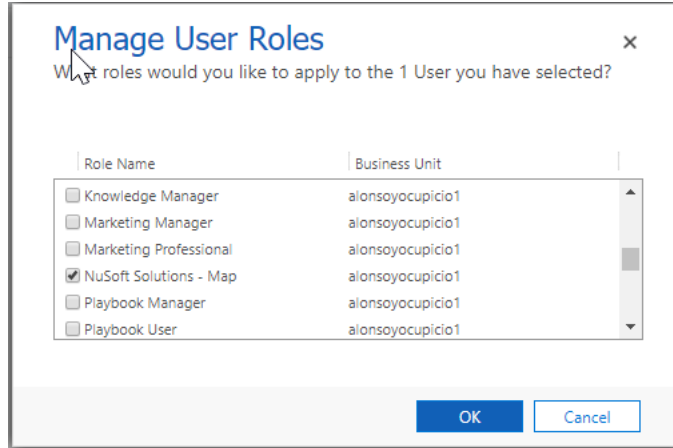 Manage User Roles
What roles would you like to apply to the 1 User you have selected?
Role Name Business Unit
Knowledge Manager alonsoyocupicio1
Marketing Manager alonsoyocupicio1
Marketing Professional alonsoyocupicio1
NuSoft Solutions - Map alonsoyocupicio1
Playbook Manager alonsoyocupicio1
Playbook User alonsoyocupicio1
OK Cancel